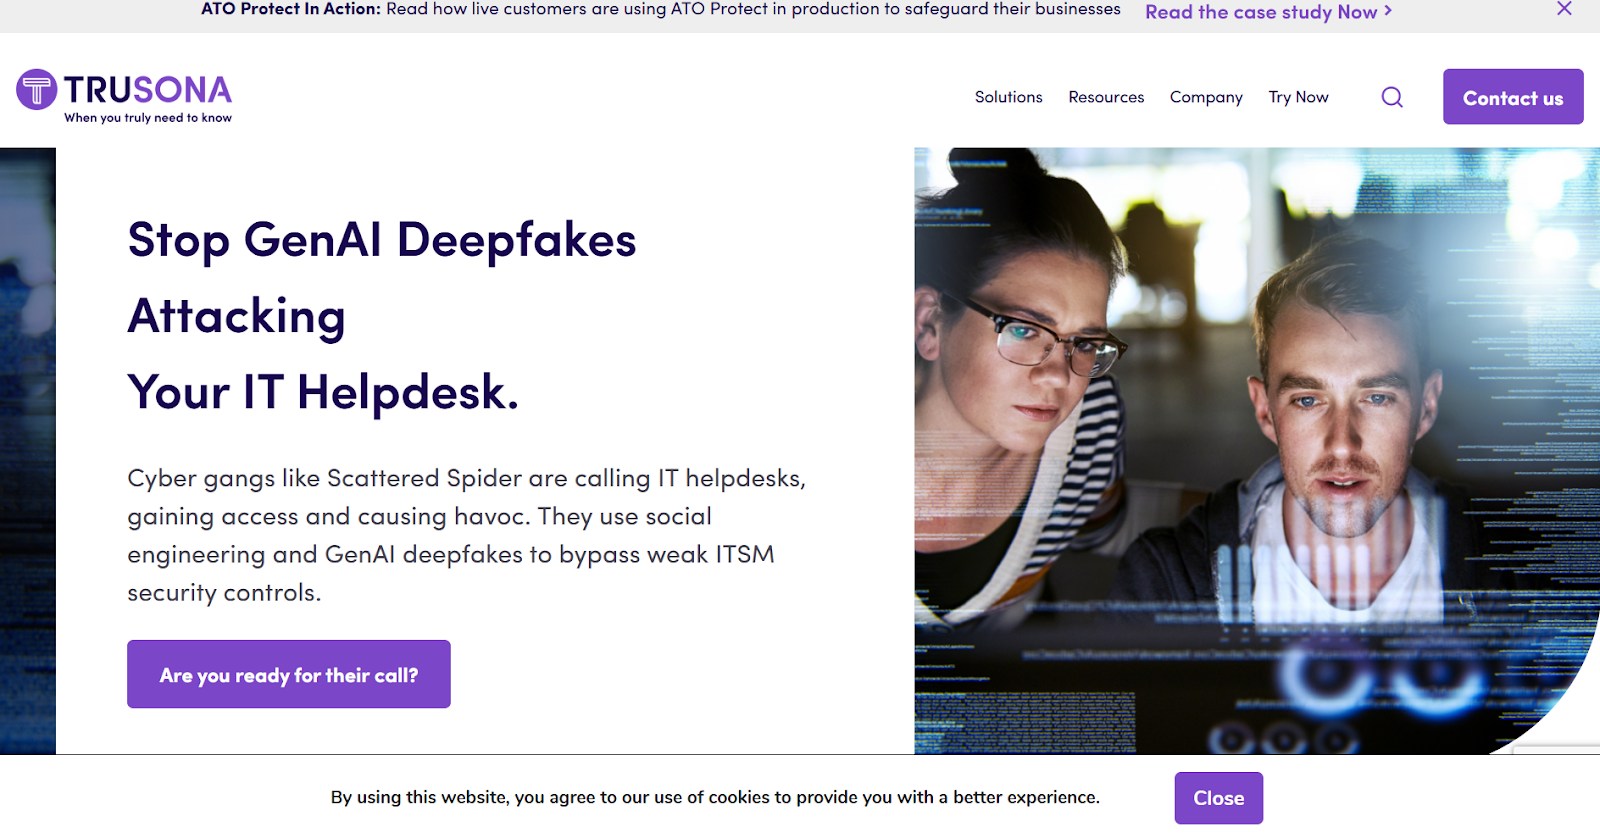 ATO Protect In Action: Read how live customers are using ATO Protect in production to safeguard their businesses Read the case study Now >
TRUSONA
When you truly need to know
Solutions Resources Company Try Now
Contact us
Stop GenAI Deepfakes
Attacking
Your IT Helpdesk.
Cyber gangs like Scattered Spider are calling IT helpdesks,
gaining access and causing havoc. They use social
engineering and GenAI deepfakes to bypass weak ITSM
security controls.
Are you ready for their call?
By using this website, you agree to our use of cookies to provide you with a better experience.
Close